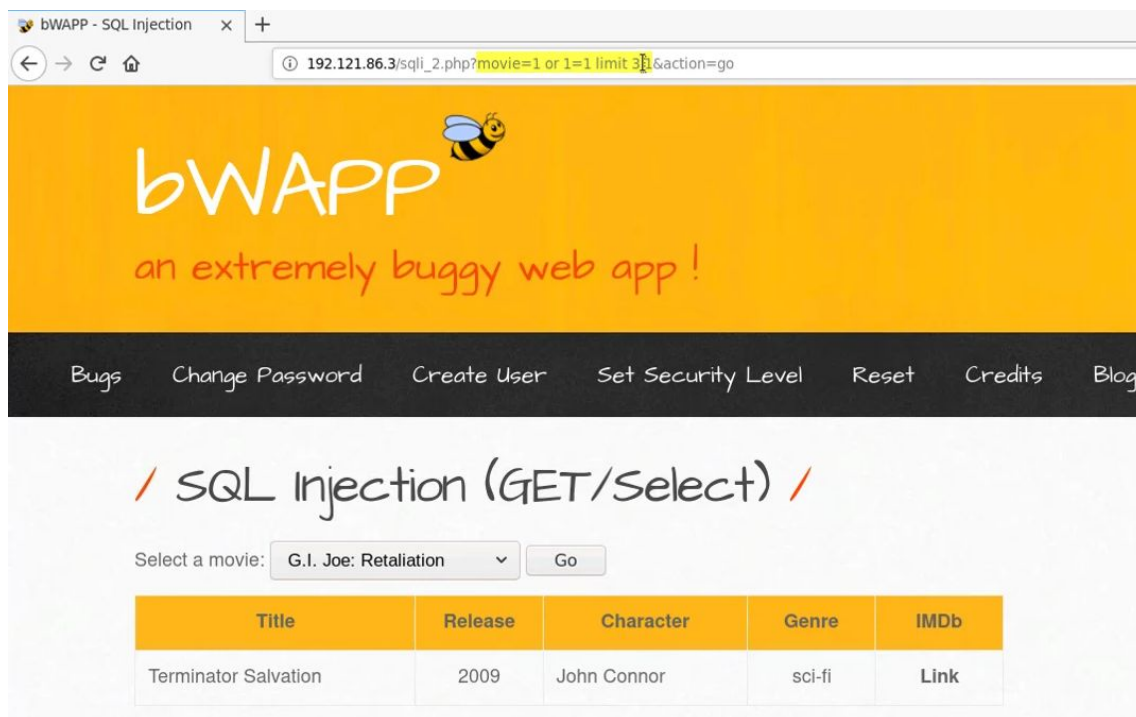 bWAPP - SQL Injection
192.121.86.3/sqli_2.php?movie=1 or 1=1 limit 3,1&action=go
bWAPP
an extremely buggy web app !
Bugs Change Password Create User Set Security Level Reset Credits Blog
/ SQL Injection (GET/Select) /
Select a movie: G.I. Joe: Retaliation Go
Title Release Character Genre IMDb
Terminator Salvation 2009 John Connor sci-fi Link